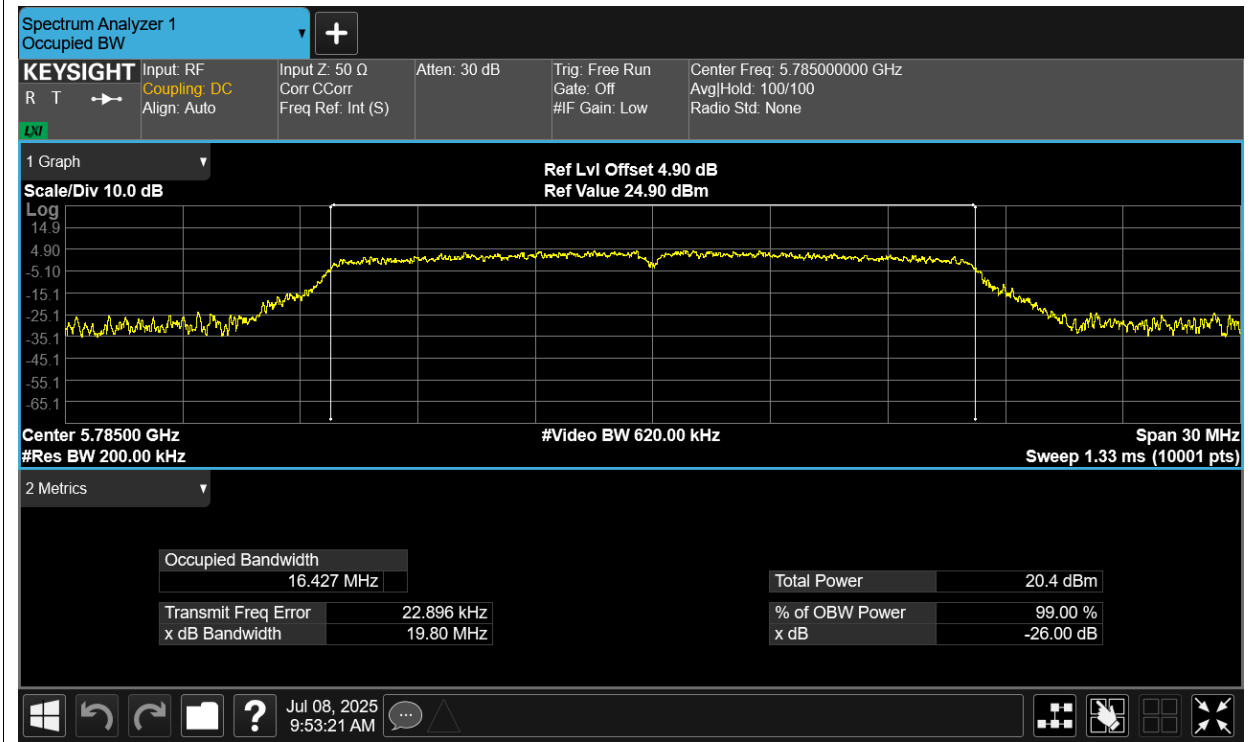 Spectrum Analyzer 1
Occupied BW
KEYSIGHT
R T
LXI
Input: RF
Coupling: DC
Align: Auto
Input Z: 50 Ω
Corr CCorr
Freq Ref: Int (S)
Atten: 30 dB
Trig: Free Run
Gate: Off
#IF Gain: Low
Center Freq: 5.785000000 GHz
Avg|Hold: 100/100
Radio Std: None
1 Graph
Scale/Div 10.0 dB
Ref Lvl Offset 4.90 dB
Ref Value 24.90 dBm
Log
14.9
4.90
-5.10
-15.1
-25.1
-35.1
-45.1
-55.1
-65.1
Center 5.78500 GHz
#Video BW 620.00 kHz
Span 30 MHz
#Res BW 200.00 kHz
Sweep 1.33 ms (10001 pts)
2 Metrics
Occupied Bandwidth
16.427 MHz
Total Power 20.4 dBm
Transmit Freq Error 22.896 kHz
% of OBW Power 99.00 %
x dB Bandwidth 19.80 MHz
x dB -26.00 dB
?
Jul 08, 2025
9:53:21 AM